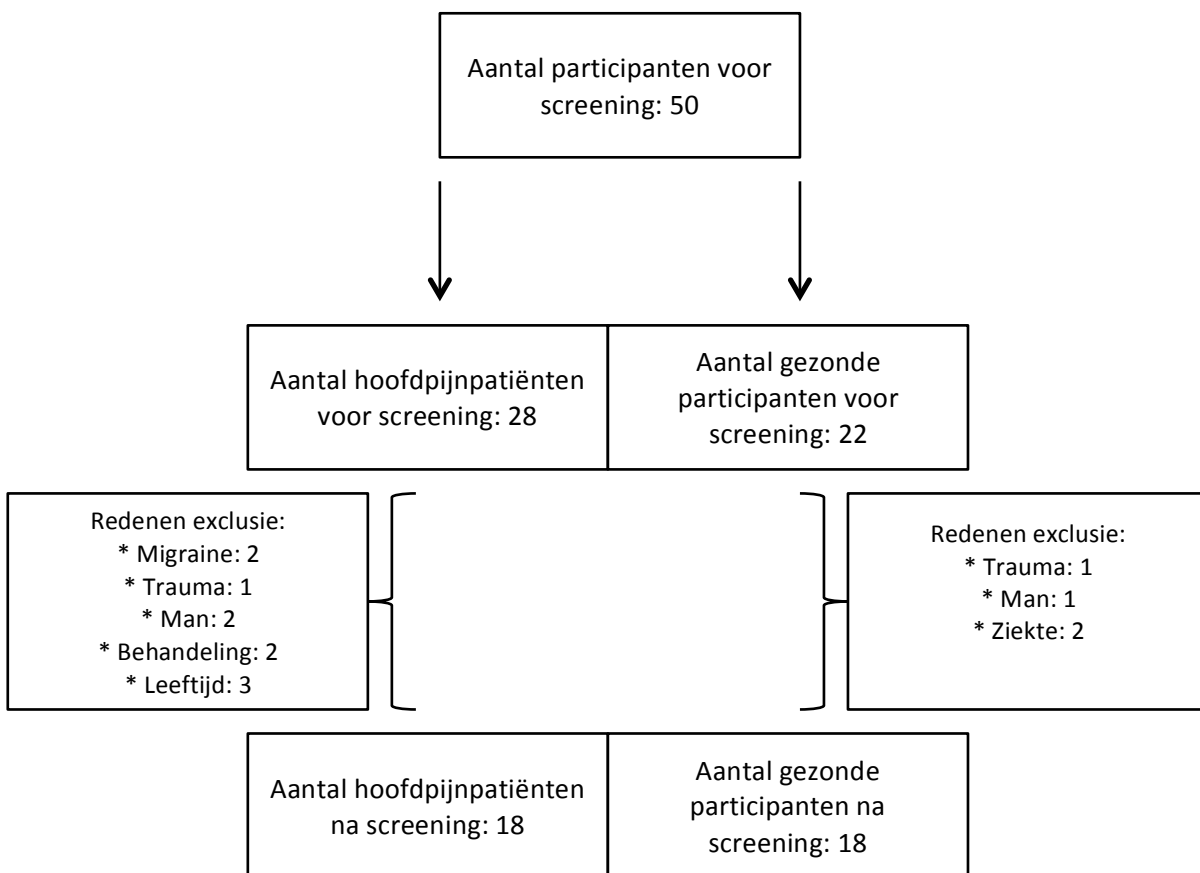 Aantal participanten voor
screening: 50
Aantal hoofdpijnpatiënten
voor screening: 28
Aantal gezonde
participanten voor
screening: 22
Redenen exclusie:
* Migraine: 2
* Trauma: 1
* Man: 2
* Behandeling: 2
* Leeftijd: 3
Redenen exclusie:
* Trauma: 1
* Man: 1
* Ziekte: 2
Aantal hoofdpijnpatiënten
na screening: 18
Aantal gezonde
participanten na
screening: 18